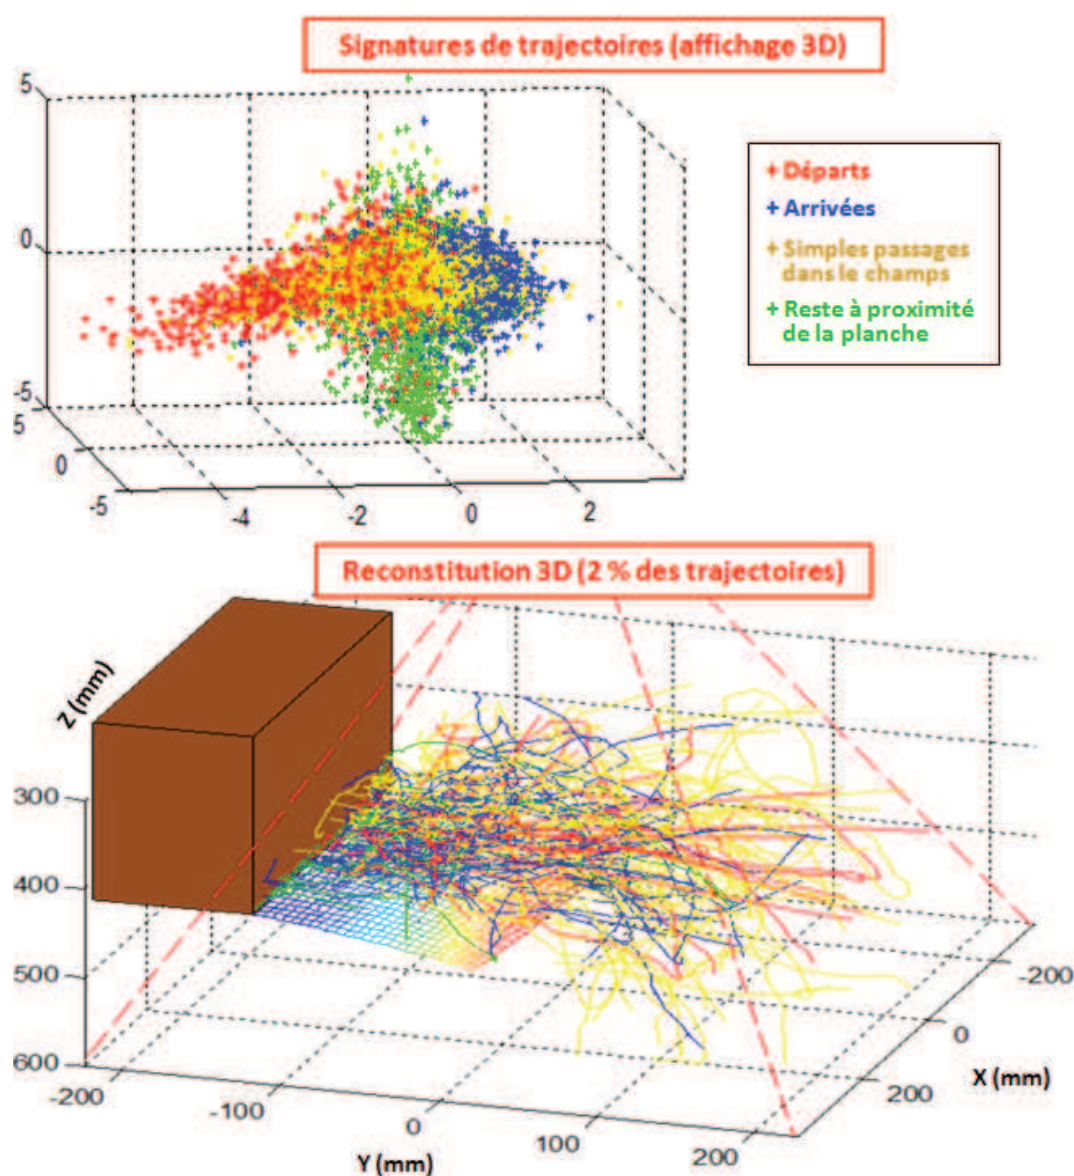 Signatures de trajectoires (affichage 3D)
5
0
-5
5
0
-5
-4
-2
0
2
+ Départs
+ Arrivées
+ Simples passages
dans le champs
+ Reste à proximité
de la planche
Reconstitution 3D (2 % des trajectoires)
Z (mm)
300
400
500
600
-200
-100
0
100
200
Y (mm)
-200
0
200
X (mm)